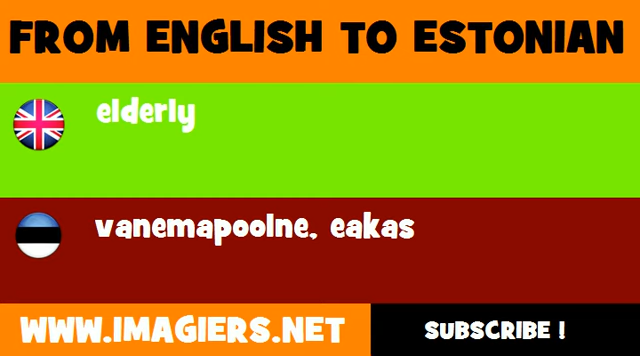 FROM ENGLISH TO ESTONIAN
elderly
vanemapoolne, eakas
WWW.IMAGIERS.NET
SUBSCRIBE !